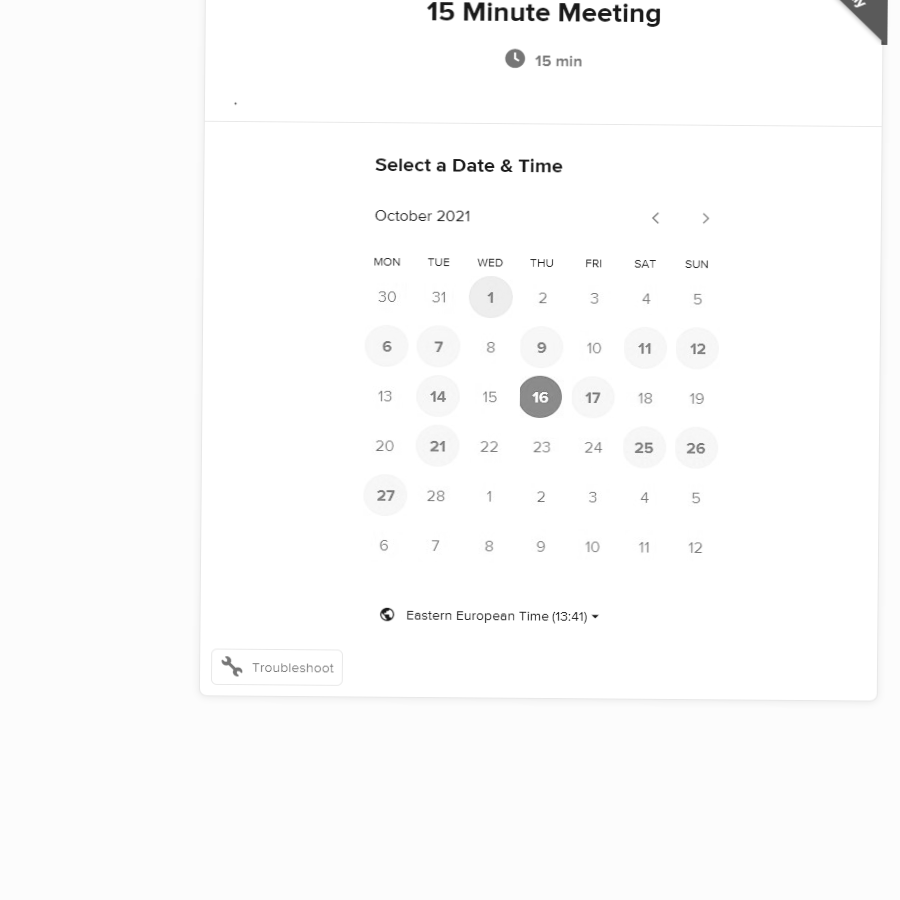 15 Minute Meeting
15 min
.
Select a Date & Time
October 2021
MON TUE WED THU FRI SAT SUN
30 31 1 2 3 4 5
6 7 8 9 10 11 12
13 14 15 16 17 18 19
20 21 22 23 24 25 26
27 28 1 2 3 4 5
6 7 8 9 10 11 12
Eastern European Time (13:41)
Troubleshoot